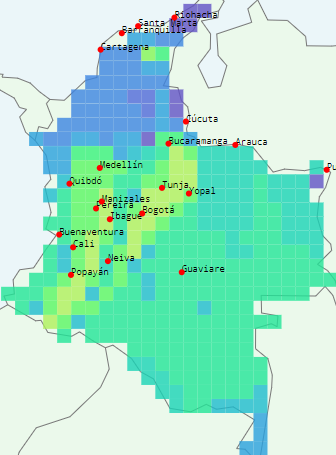 Riohacha
Santa Marta
Barranquilla
Cartagena
Cúcuta
Bucaramanga
Arauca
Medellín
Quibdó
Tunja
Yopal
Manizales
Pereira
Bogotá
Ibagué
Buenaventura
Cali
Neiva
Guaviare
Popayán